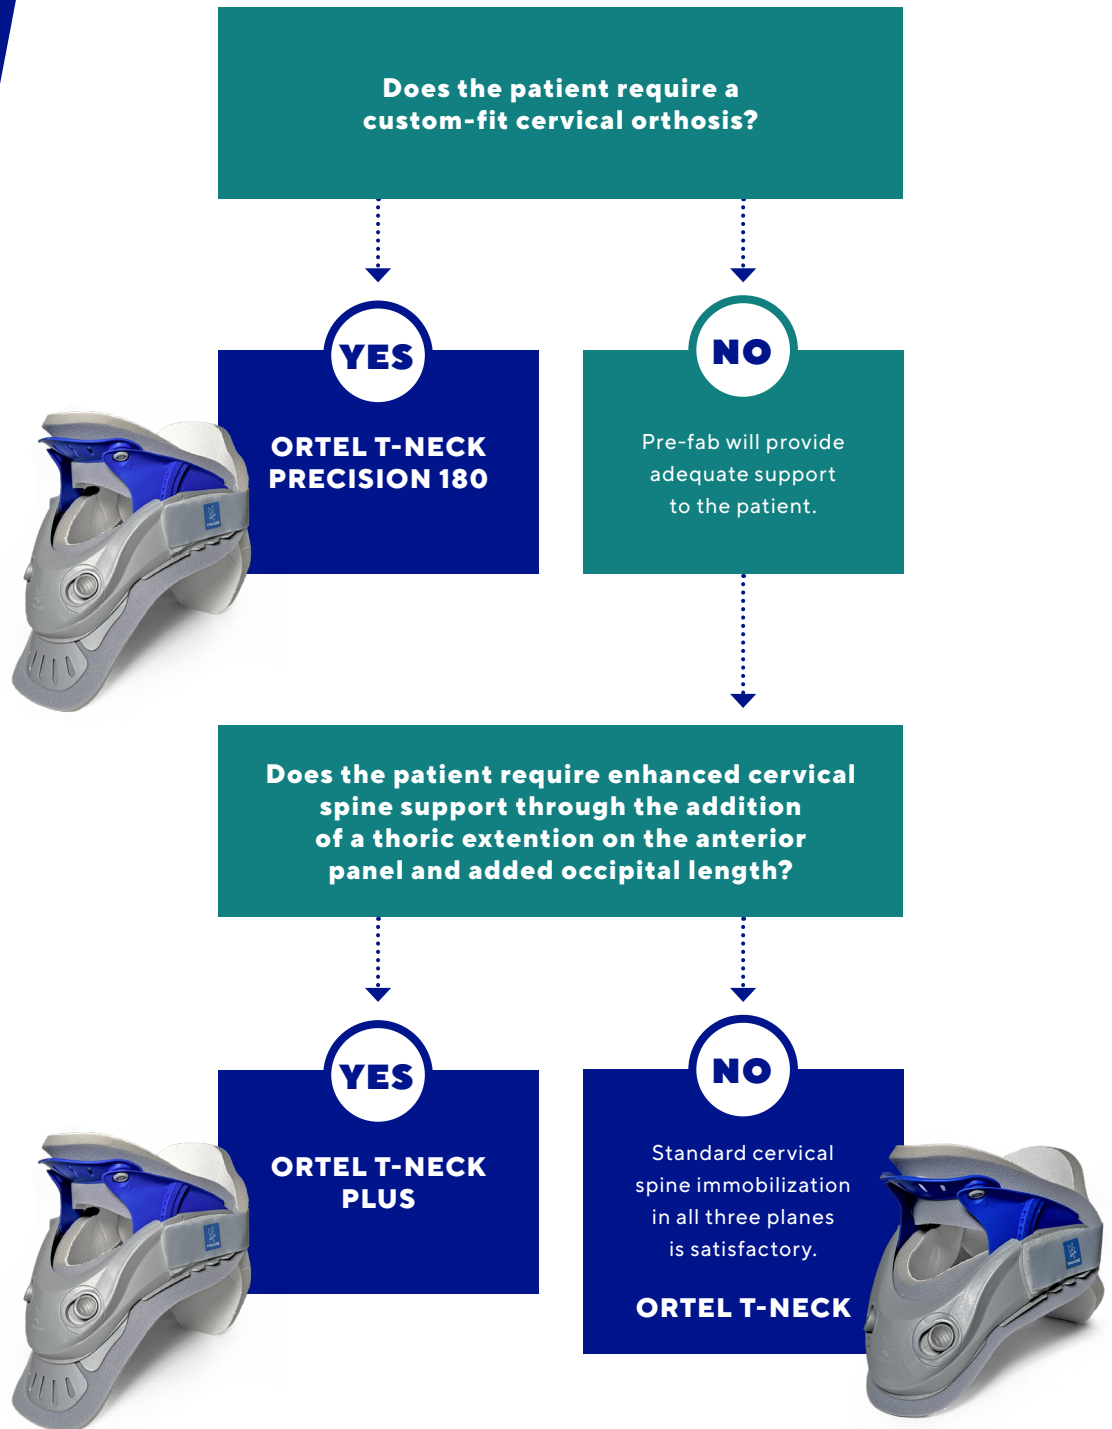 Does the patient require a
custom-fit cervical orthosis?
YES
ORTEL T-NECK
PRECISION 180
NO
Pre-fab will provide
adequate support
to the patient.
Does the patient require enhanced cervical
spine support through the addition
of a thoric extention on the anterior
panel and added occipital length?
YES
ORTEL T-NECK
PLUS
NO
Standard cervical
spine immobilization
in all three planes
is satisfactory.
ORTEL T-NECK